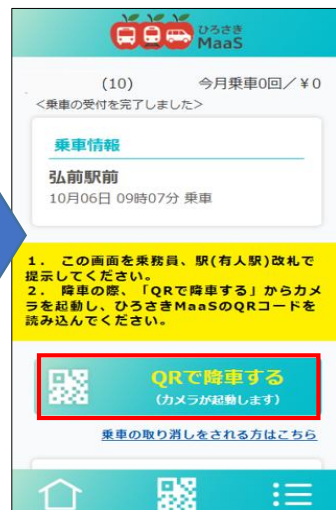 ひろさき
MaaS
(10) 今月乗車0回／¥0
<乗車の受付を完了しました>
乗車情報
弘前駅前
10月06日 09時07分 乗車
1. この画面を乗務員、駅(有人駅)改札で
提示してください。
2. 降車の際、「QRで降車する」からカメ
ラを起動し、ひろさきMaaSのQRコードを
読み込んでください。
QRで降車する
(カメラが起動します)
乗車の取り消しをされる方はこちら